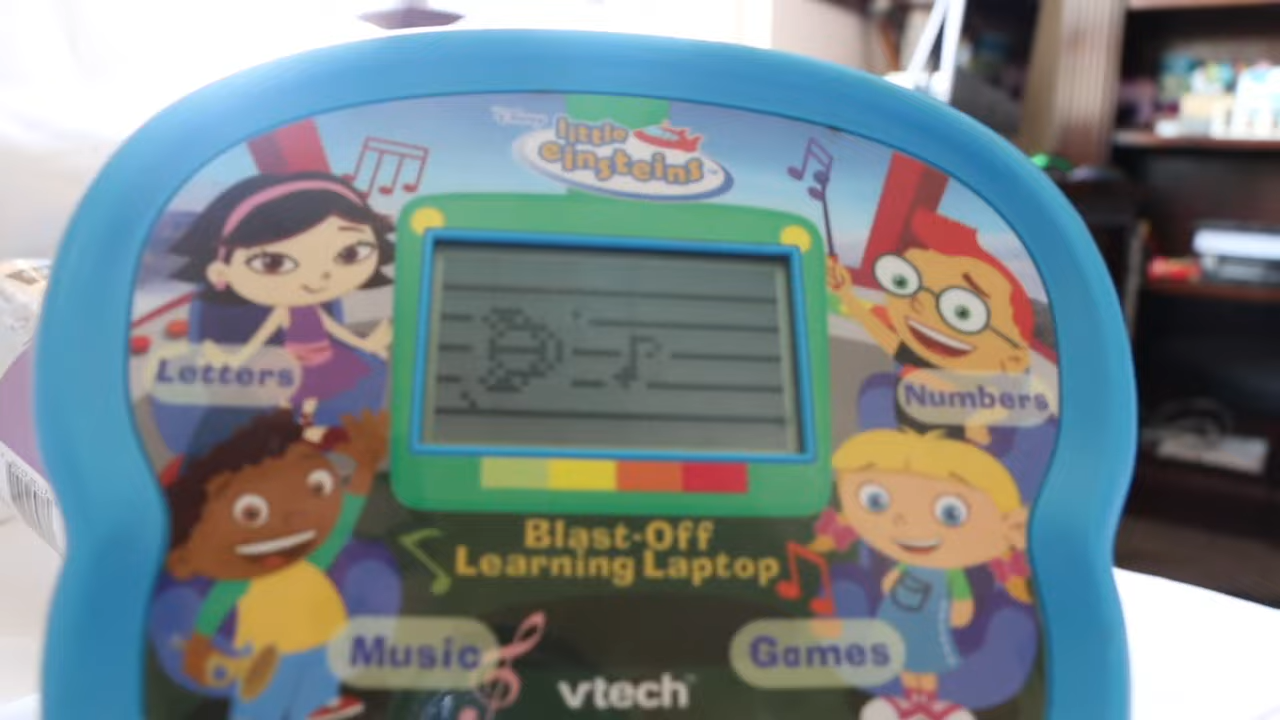 Disney
little
einsteins
Letters
Numbers
Blast-Off
Learning Laptop
Music
Games
vtech